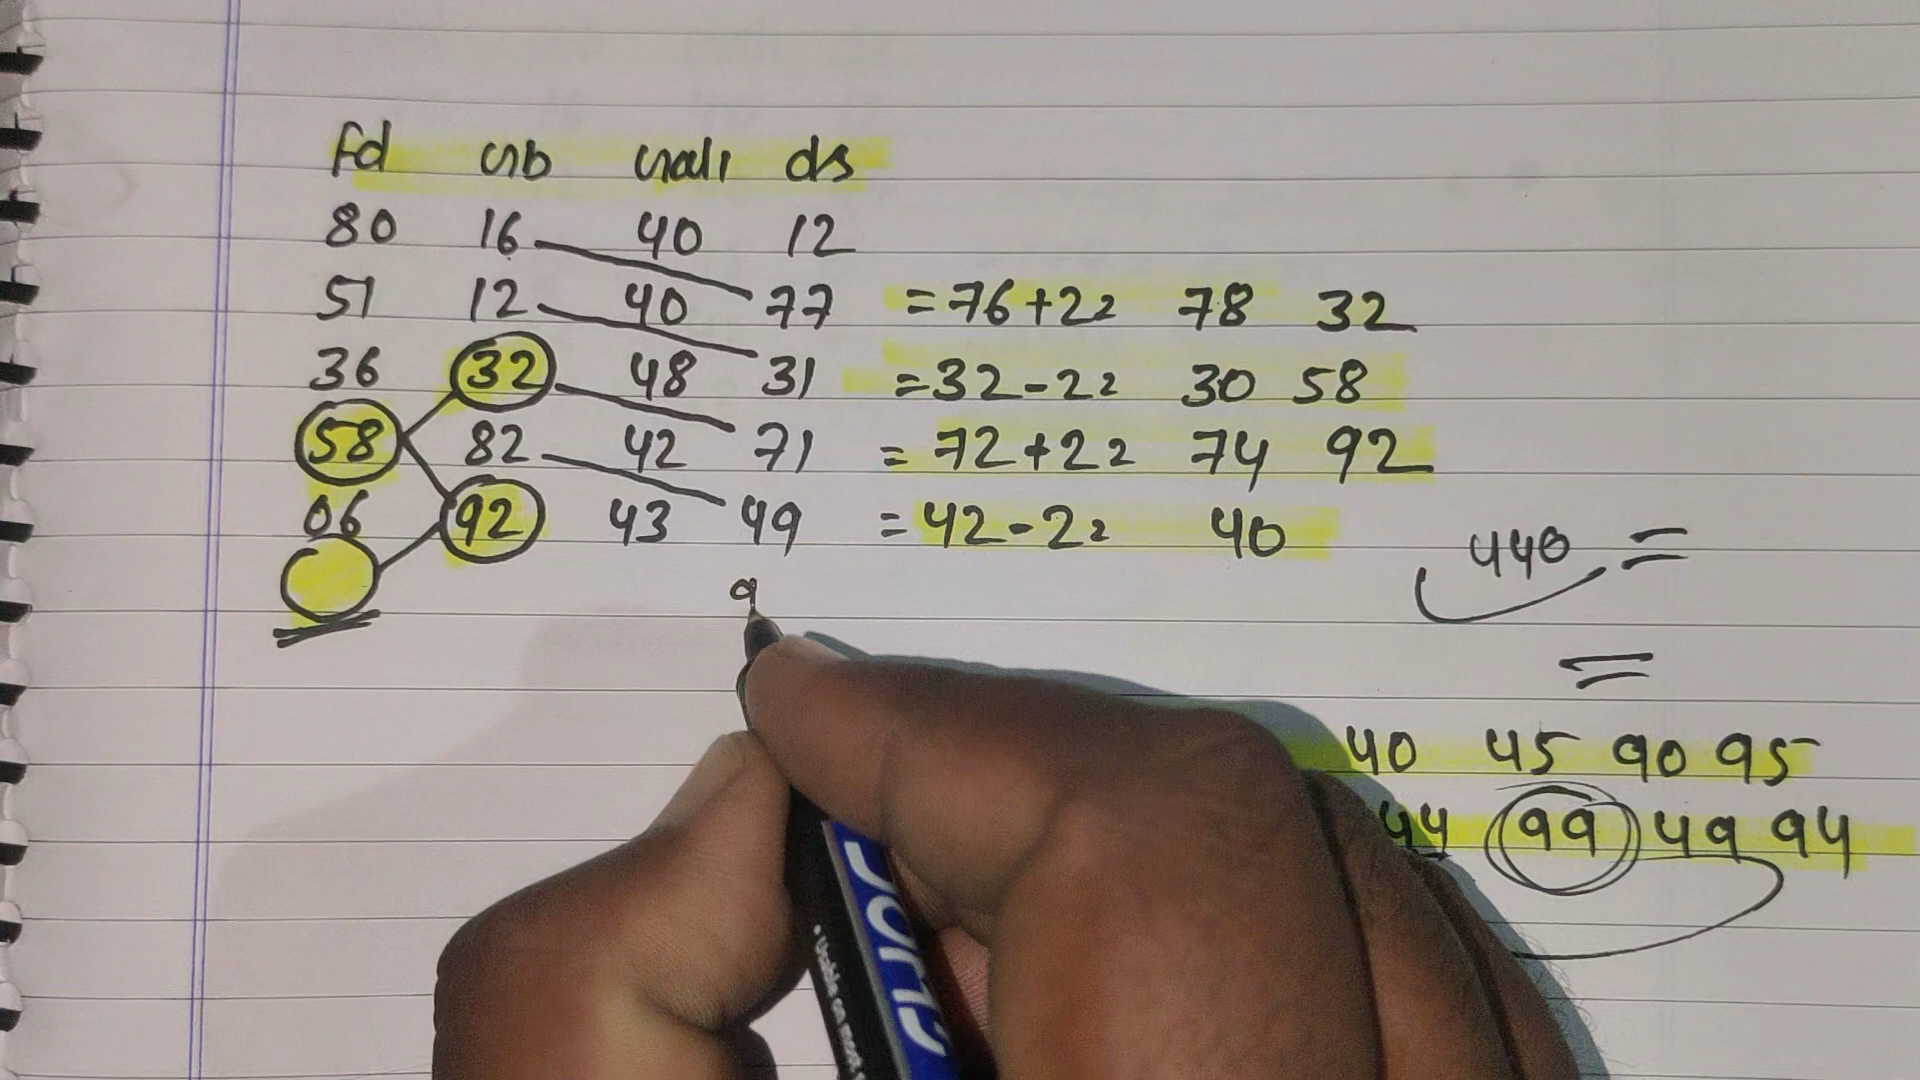 fd GB Gali ds
80 16 40 12
51 12 40 77 = 76 + 22 78 32
36 32 48 31 = 32 - 22 30 58
58 82 42 71 = 72 + 22 74 92
06 92 43 49 = 42 - 22 40
440 =
9
=
40 45 90 95
44 99 49 94